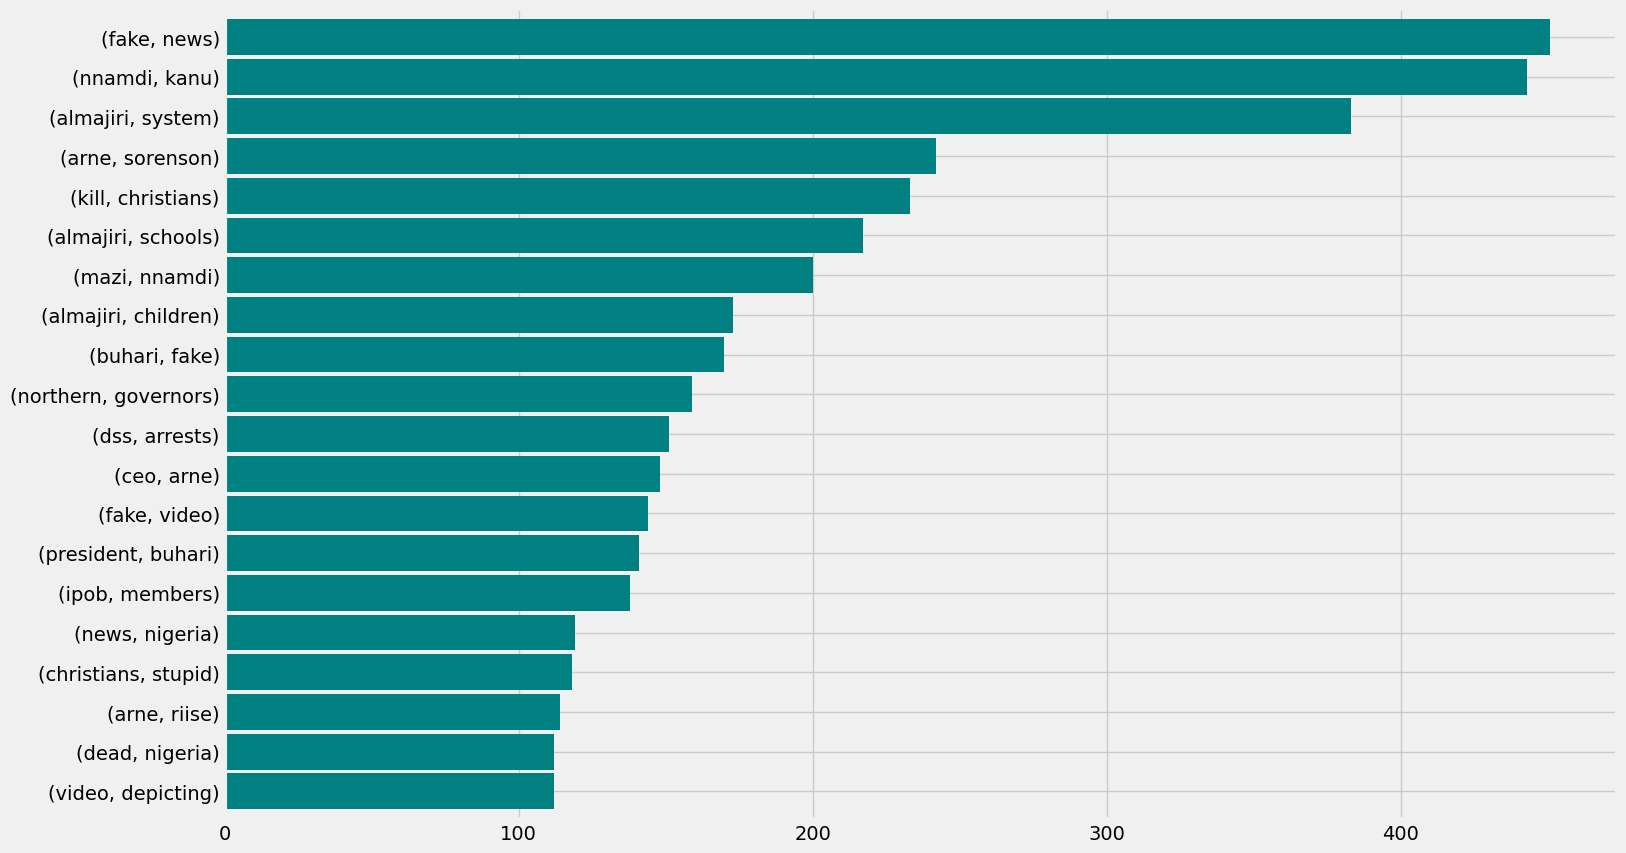 (fake, news)
(nnamdi, kanu)
(almajiri, system)
(arne, sorenson)
(kill, christians)
(almajiri, schools)
(mazi, nnamdi)
(almajiri, children)
(buhari, fake)
(northern, governors)
(dss, arrests)
(ceo, arne)
(fake, video)
(president, buhari)
(ipob, members)
(news, nigeria)
(christians, stupid)
(arne, riise)
(dead, nigeria)
(video, depicting)
0 100 200 300 400